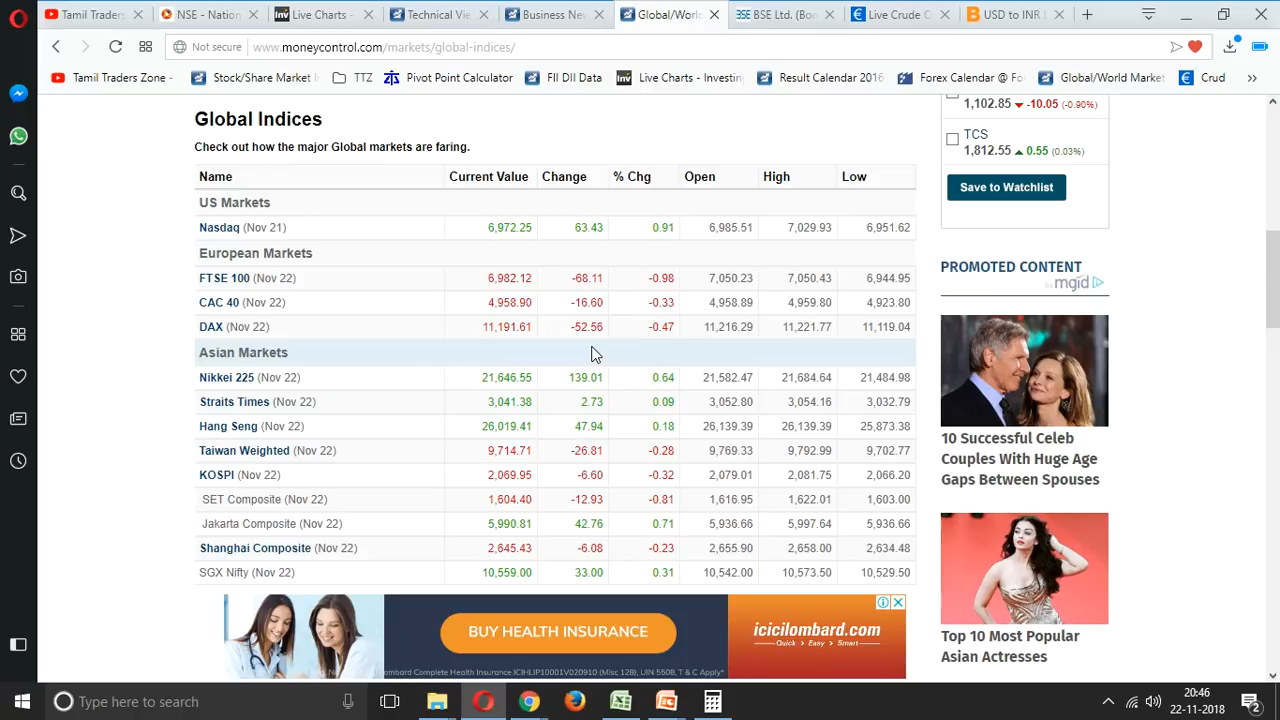 Tamil Traders
NSE - Nation
Live Charts -
Technical Vie
Business New
Global/Worl
BSE Ltd. (Bom
Live Crude O
USD to INR L
Not secure www.moneycontrol.com/markets/global-indices/
Tamil Traders Zone -
Stock/Share Market I
TTZ
Pivot Point Calculator
FII DII Data
Live Charts - Investing
Result Calendar 2016
Forex Calendar @ Fo
Global/World Market
Crud
Global Indices
Check out how the major Global markets are faring.
Name Current Value Change % Chg Open High Low
US Markets
Nasdaq (Nov 21) 6,972.25 63.43 0.91 6,985.51 7,029.93 6,951.62
European Markets
FTSE 100 (Nov 22) 6,982.12 -68.11 -0.98 7,050.23 7,050.43 6,944.95
CAC 40 (Nov 22) 4,958.90 -16.60 -0.33 4,958.89 4,959.80 4,923.80
DAX (Nov 22) 11,191.61 -52.56 -0.47 11,216.29 11,221.77 11,119.04
Asian Markets
Nikkei 225 (Nov 22) 21,646.55 139.01 0.64 21,582.47 21,684.64 21,484.98
Straits Times (Nov 22) 3,041.38 2.73 0.09 3,052.80 3,054.16 3,032.79
Hang Seng (Nov 22) 26,019.41 47.94 0.18 26,139.39 26,139.39 25,873.38
Taiwan Weighted (Nov 22) 9,714.71 -26.81 -0.28 9,769.33 9,792.99 9,702.77
KOSPI (Nov 22) 2,069.95 -6.60 -0.32 2,079.01 2,081.75 2,066.20
SET Composite (Nov 22) 1,604.40 -12.93 -0.81 1,616.95 1,622.01 1,603.00
Jakarta Composite (Nov 22) 5,990.81 42.76 0.71 5,936.66 5,997.64 5,936.66
Shanghai Composite (Nov 22) 2,645.43 -6.08 -0.23 2,655.90 2,658.00 2,634.48
SGX Nifty (Nov 22) 10,559.00 33.00 0.31 10,542.00 10,573.50 10,529.50
BUY HEALTH INSURANCE
icicilombard.com
Quick > Easy > Smart
ombard Complete Health Insurance ICIHLIP10001V020910 (Misc 128), UIN 5508, T & C Apply*
1,102.85 -10.05 (-0.90%)
TCS
1,812.55 0.55 (0.03%)
Save to Watchlist
PROMOTED CONTENT
by mgid
10 Successful Celeb
Couples With Huge Age
Gaps Between Spouses
Top 10 Most Popular
Asian Actresses
Type here to search
20:46
22-11-2018
2